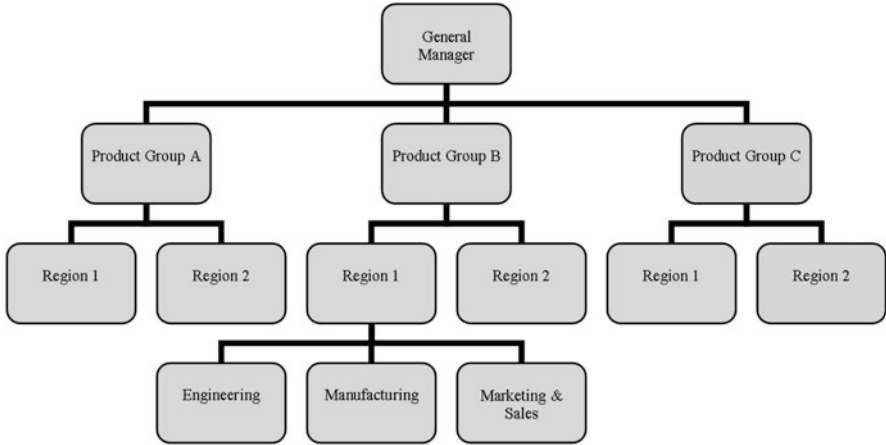 General
Manager
Product Group A
Product Group B
Product Group C
Region 1
Region 2
Region 1
Region 2
Region 1
Region 2
Engineering
Manufacturing
Marketing &
Sales